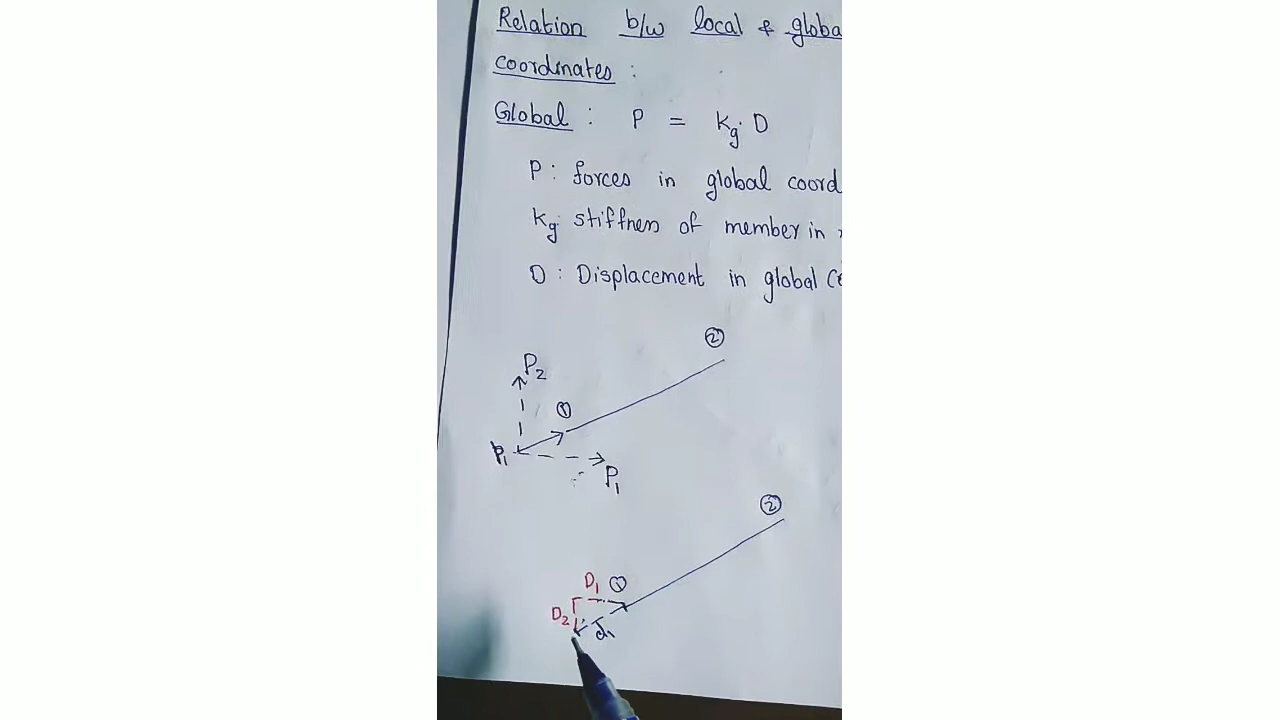 Relation b/w local & globa
coordinates :
Global : P = Kg. D
P : forces in global coord
Kg. stiffness of member in
D : Displacement in global co
②
P2
①
P1
P1
②
D1 ①
D2
d1